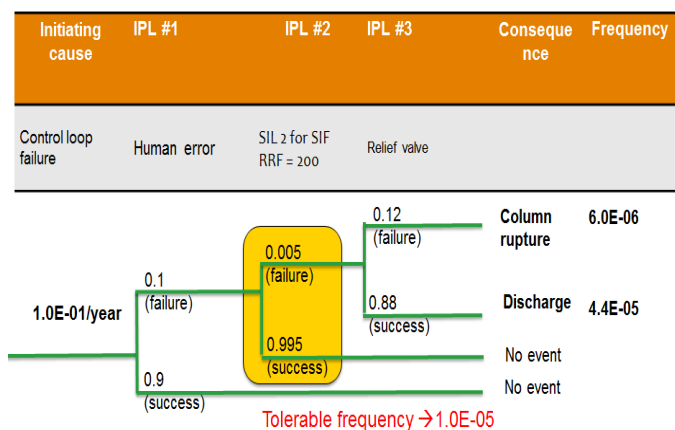 Initiating cause
IPL #1
IPL #2
IPL #3
Conseque
nce
Frequency
Control loop
failure
Human error
SIL 2 for SIF
RRF = 200
Relief valve
0.12
(failure)
Column
rupture
6.0E-06
0.005
(failure)
0.1
(failure)
0.88
(success)
Discharge
4.4E-05
1.0E-01/year
0.995
(success)
No event
0.9
(success)
No event
Tolerable frequency →1.0E-05